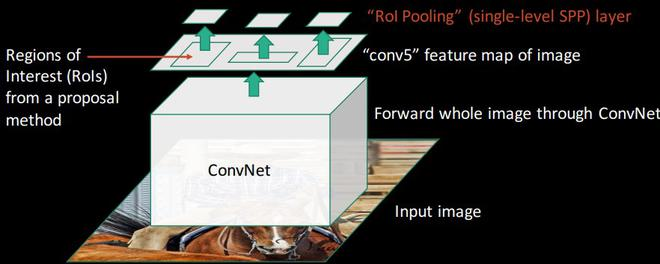 “RoI Pooling” (single-level SPP) layer
Regions of
Interest (RoIs)
from a proposal
method
“conv5” feature map of image
Forward whole image through ConvNet
ConvNet
Input image